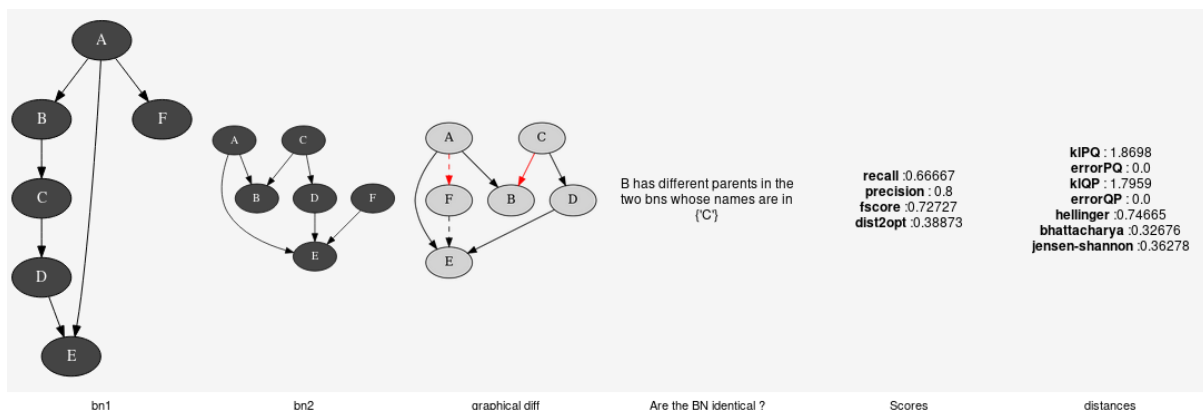 A
B
F
C
D
E
A
C
B
D
F
E
A
C
F
B
D
E
B has different parents in the
two bns whose names are in
{'C'}
recall :0.66667
precision : 0.8
fscore : 0.72727
dist2opt : 0.38873
klPQ : 1.8698
errorPQ : 0.0
klQP : 1.7959
errorQP : 0.0
hellinger : 0.74665
bhattacharya :0.32676
jensen-shannon :0.36278
bn1
bn2
graphical diff
Are the BN identical ?
Scores
distances